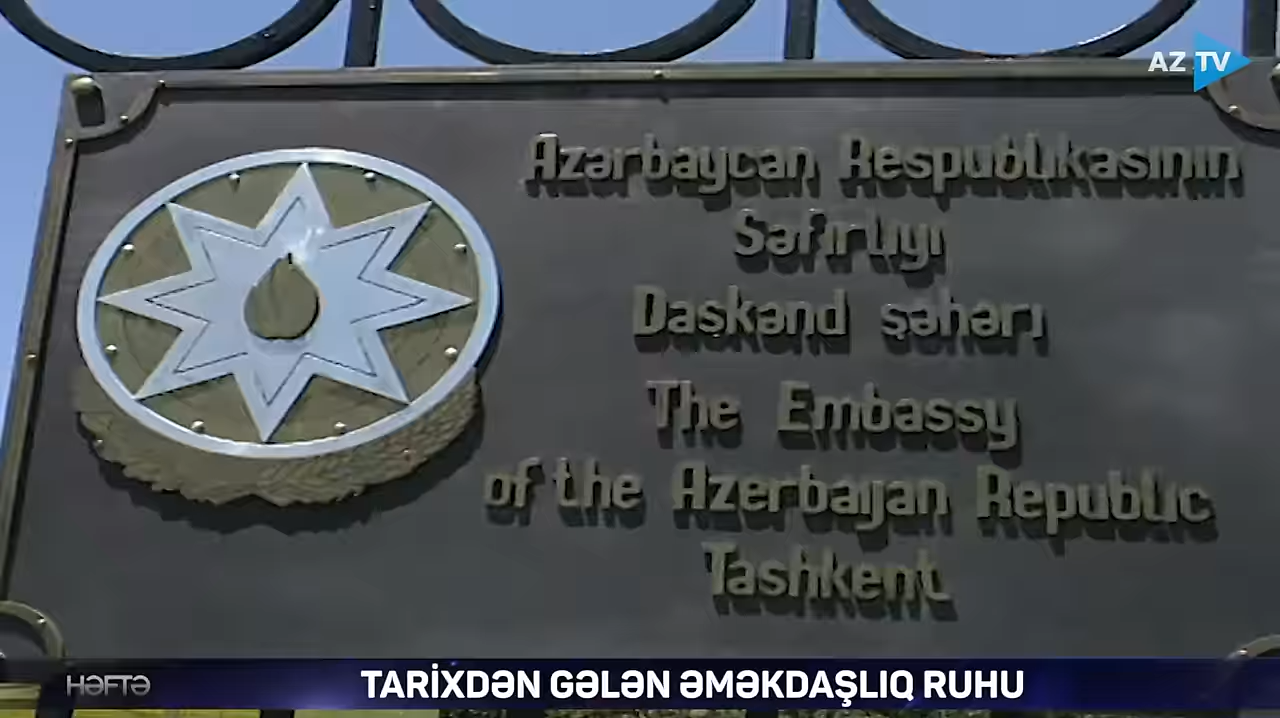 AZ TV
Azərbaycan Respublikasının
Səfirliyi
Daşkənd şəhəri
The Embassy
of the Azerbaijan Republic
Tashkent
HƏFTƏ
TARİXDƏN GƏLƏN ƏMƏKDAŞLIQ RUHU